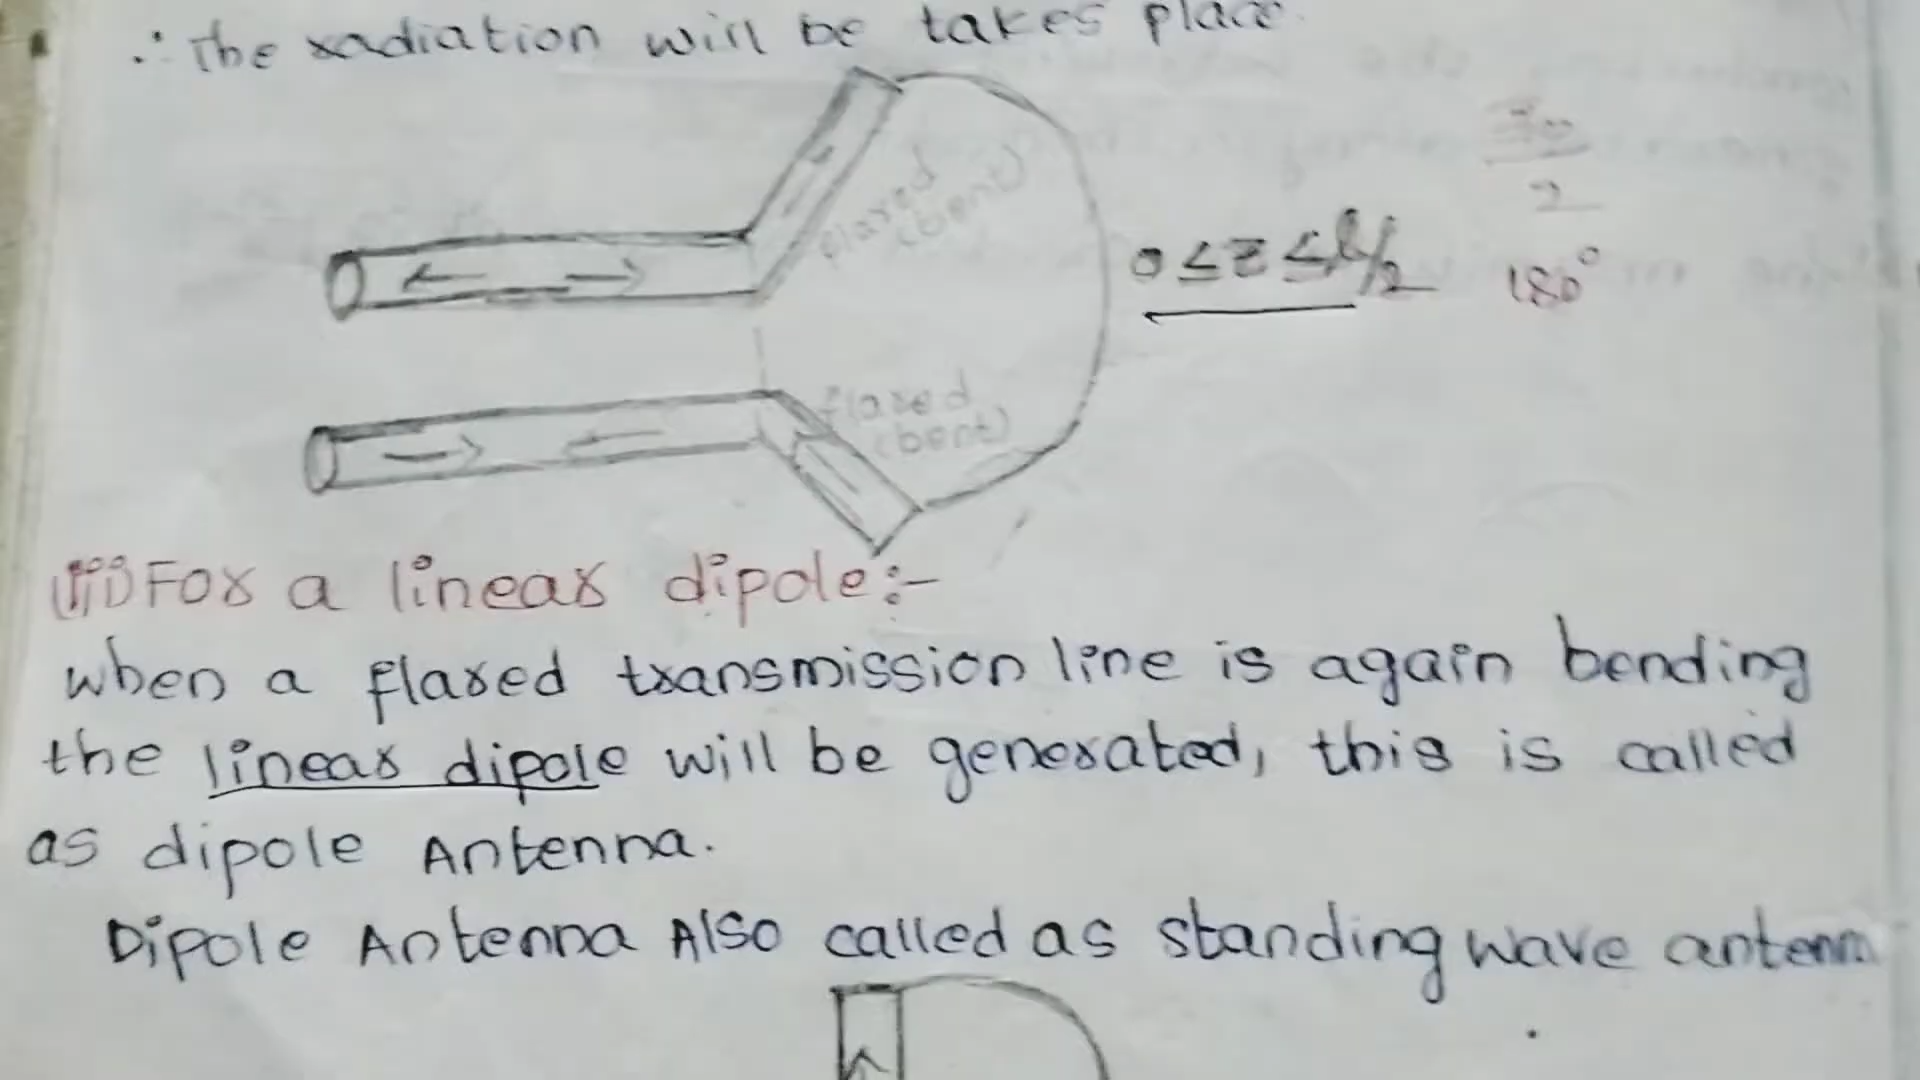 ∴ The radiation will be takes place.
flared
(bent)
0 ≤ z ≤ l/2
180°
flared
(bent)
(iii) For a linear dipole:-
when a flared transmission line is again bending
the linear dipole will be generated, this is called
as dipole Antenna.
Dipole Antenna Also called as standing wave antenn